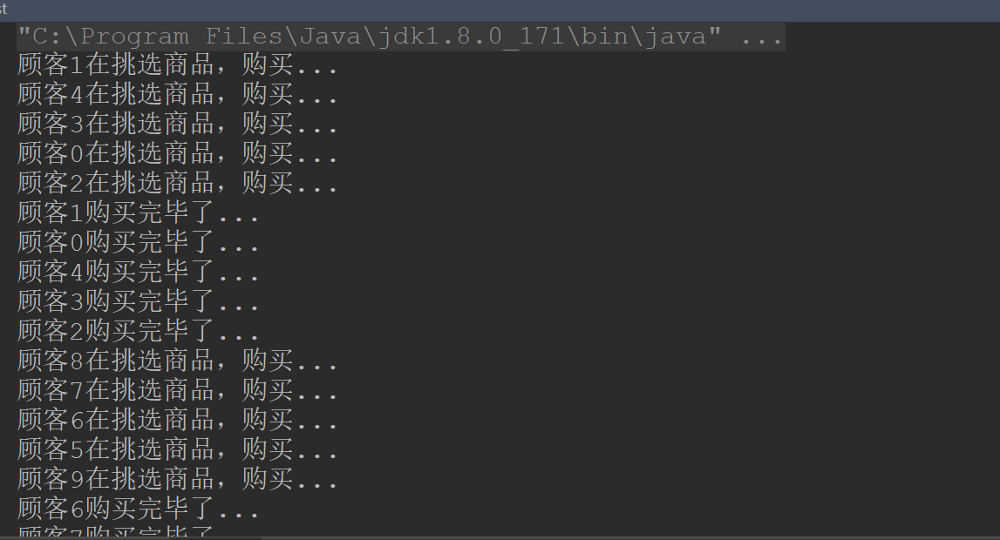 st
"C:\Program Files\Java\jdk1.8.0_171\bin\java" ...
顾客1在挑选商品，购买...
顾客4在挑选商品，购买...
顾客3在挑选商品，购买...
顾客0在挑选商品，购买...
顾客2在挑选商品，购买...
顾客1购买完毕了...
顾客0购买完毕了...
顾客4购买完毕了...
顾客3购买完毕了...
顾客2购买完毕了...
顾客8在挑选商品，购买...
顾客7在挑选商品，购买...
顾客6在挑选商品，购买...
顾客5在挑选商品，购买...
顾客9在挑选商品，购买...
顾客6购买完毕了...
顾客7购买完毕了